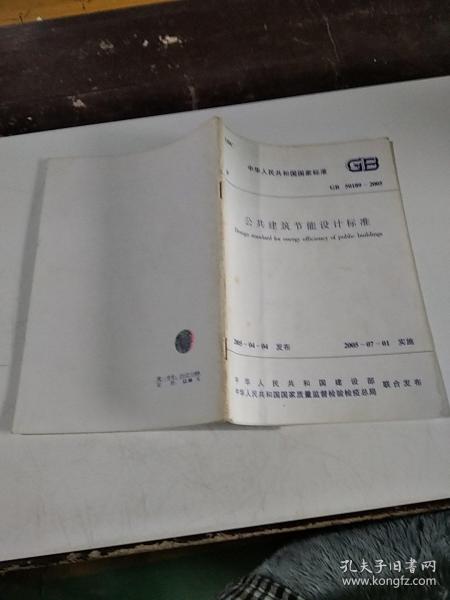 UDC
中华人民共和国国家标准
GB
P
GB 50189－2005
公共建筑节能设计标准
Design standard for energy efficiency of public buildings
2005－04－04 发布
2005－07－01 实施
中华人民共和国建设部
中华人民共和国国家质量监督检验检疫总局
联合发布
孔夫子旧书网
www.kongfz.com